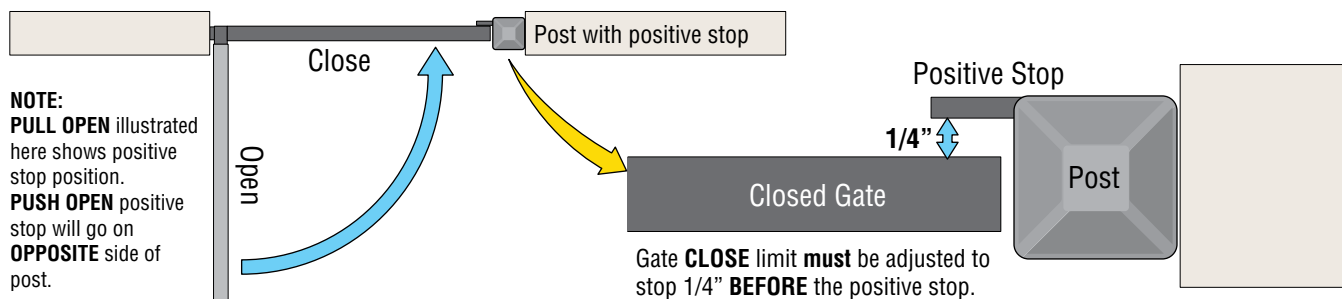 Close
Post with positive stop
NOTE:
PULL OPEN illustrated
here shows positive
stop position.
PUSH OPEN positive
stop will go on
OPPOSITE side of
post.
Open
Positive Stop
1/4”
Closed Gate
Post
Gate CLOSE limit must be adjusted to
stop 1/4” BEFORE the positive stop.